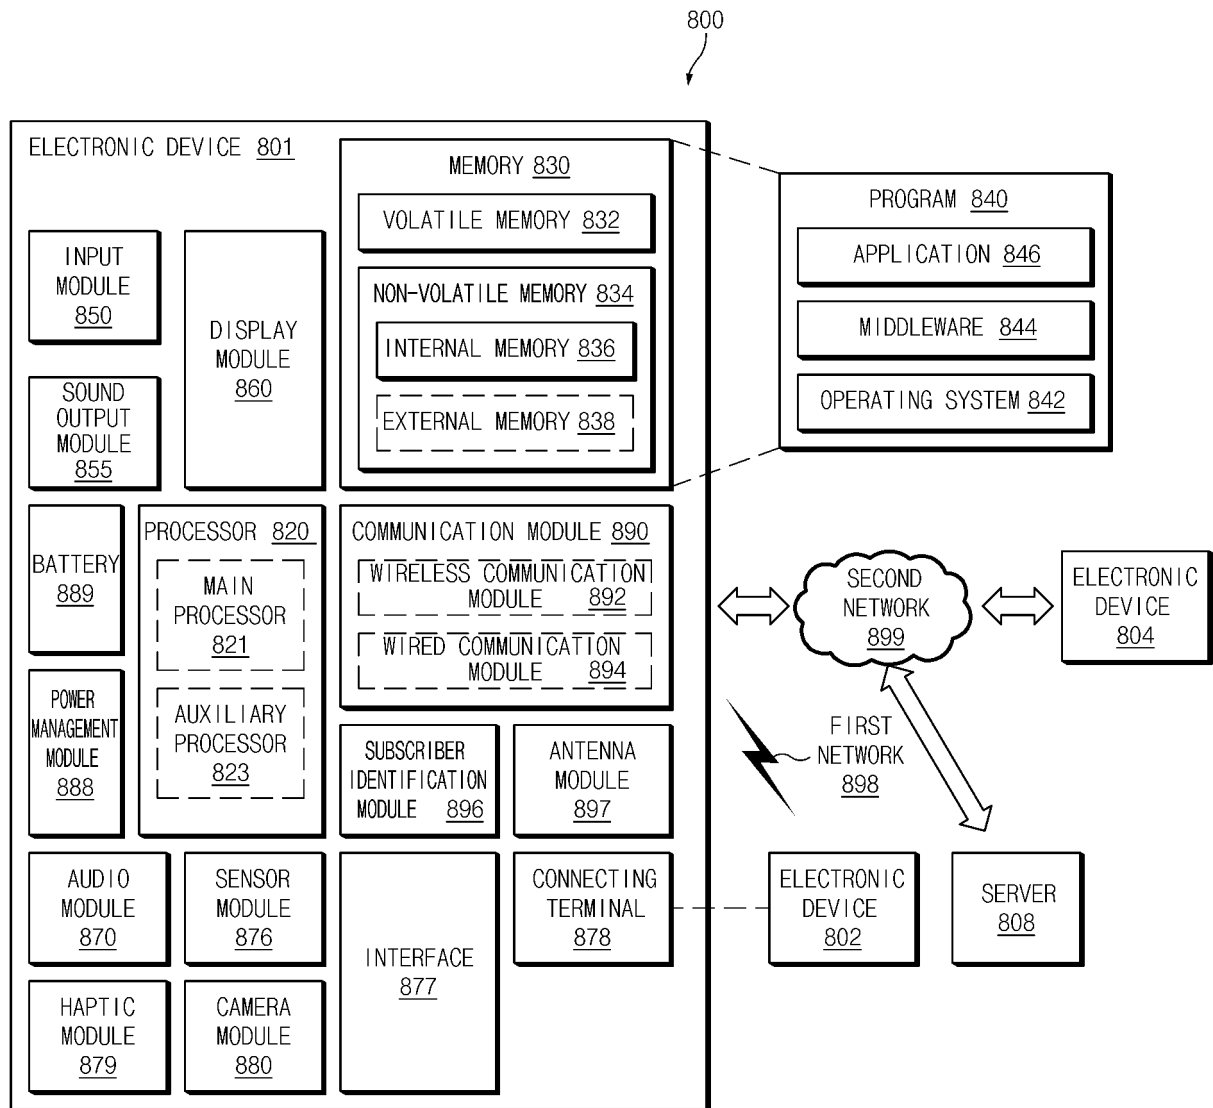 800
ELECTRONIC DEVICE 801
MEMORY 830
VOLATILE MEMORY 832
NON-VOLATILE MEMORY 834
INTERNAL MEMORY 836
EXTERNAL MEMORY 838
PROGRAM 840
APPLICATION 846
MIDDLEWARE 844
OPERATING SYSTEM 842
INPUT
MODULE
850
DISPLAY
MODULE
860
SOUND
OUTPUT
MODULE
855
BATTERY
889
PROCESSOR 820
MAIN
PROCESSOR
821
AUXILIARY
PROCESSOR
823
POWER
MANAGEMENT
MODULE
888
COMMUNICATION MODULE 890
WIRELESS COMMUNICATION
MODULE 892
WIRED COMMUNICATION
MODULE 894
SUBSCRIBER
IDENTIFICATION
MODULE 896
ANTENNA
MODULE
897
SECOND
NETWORK
899
ELECTRONIC
DEVICE
804
FIRST
NETWORK
898
AUDIO
MODULE
870
SENSOR
MODULE
876
INTERFACE
877
CONNECTING
TERMINAL
878
ELECTRONIC
DEVICE
802
SERVER
808
HAPTIC
MODULE
879
CAMERA
MODULE
880